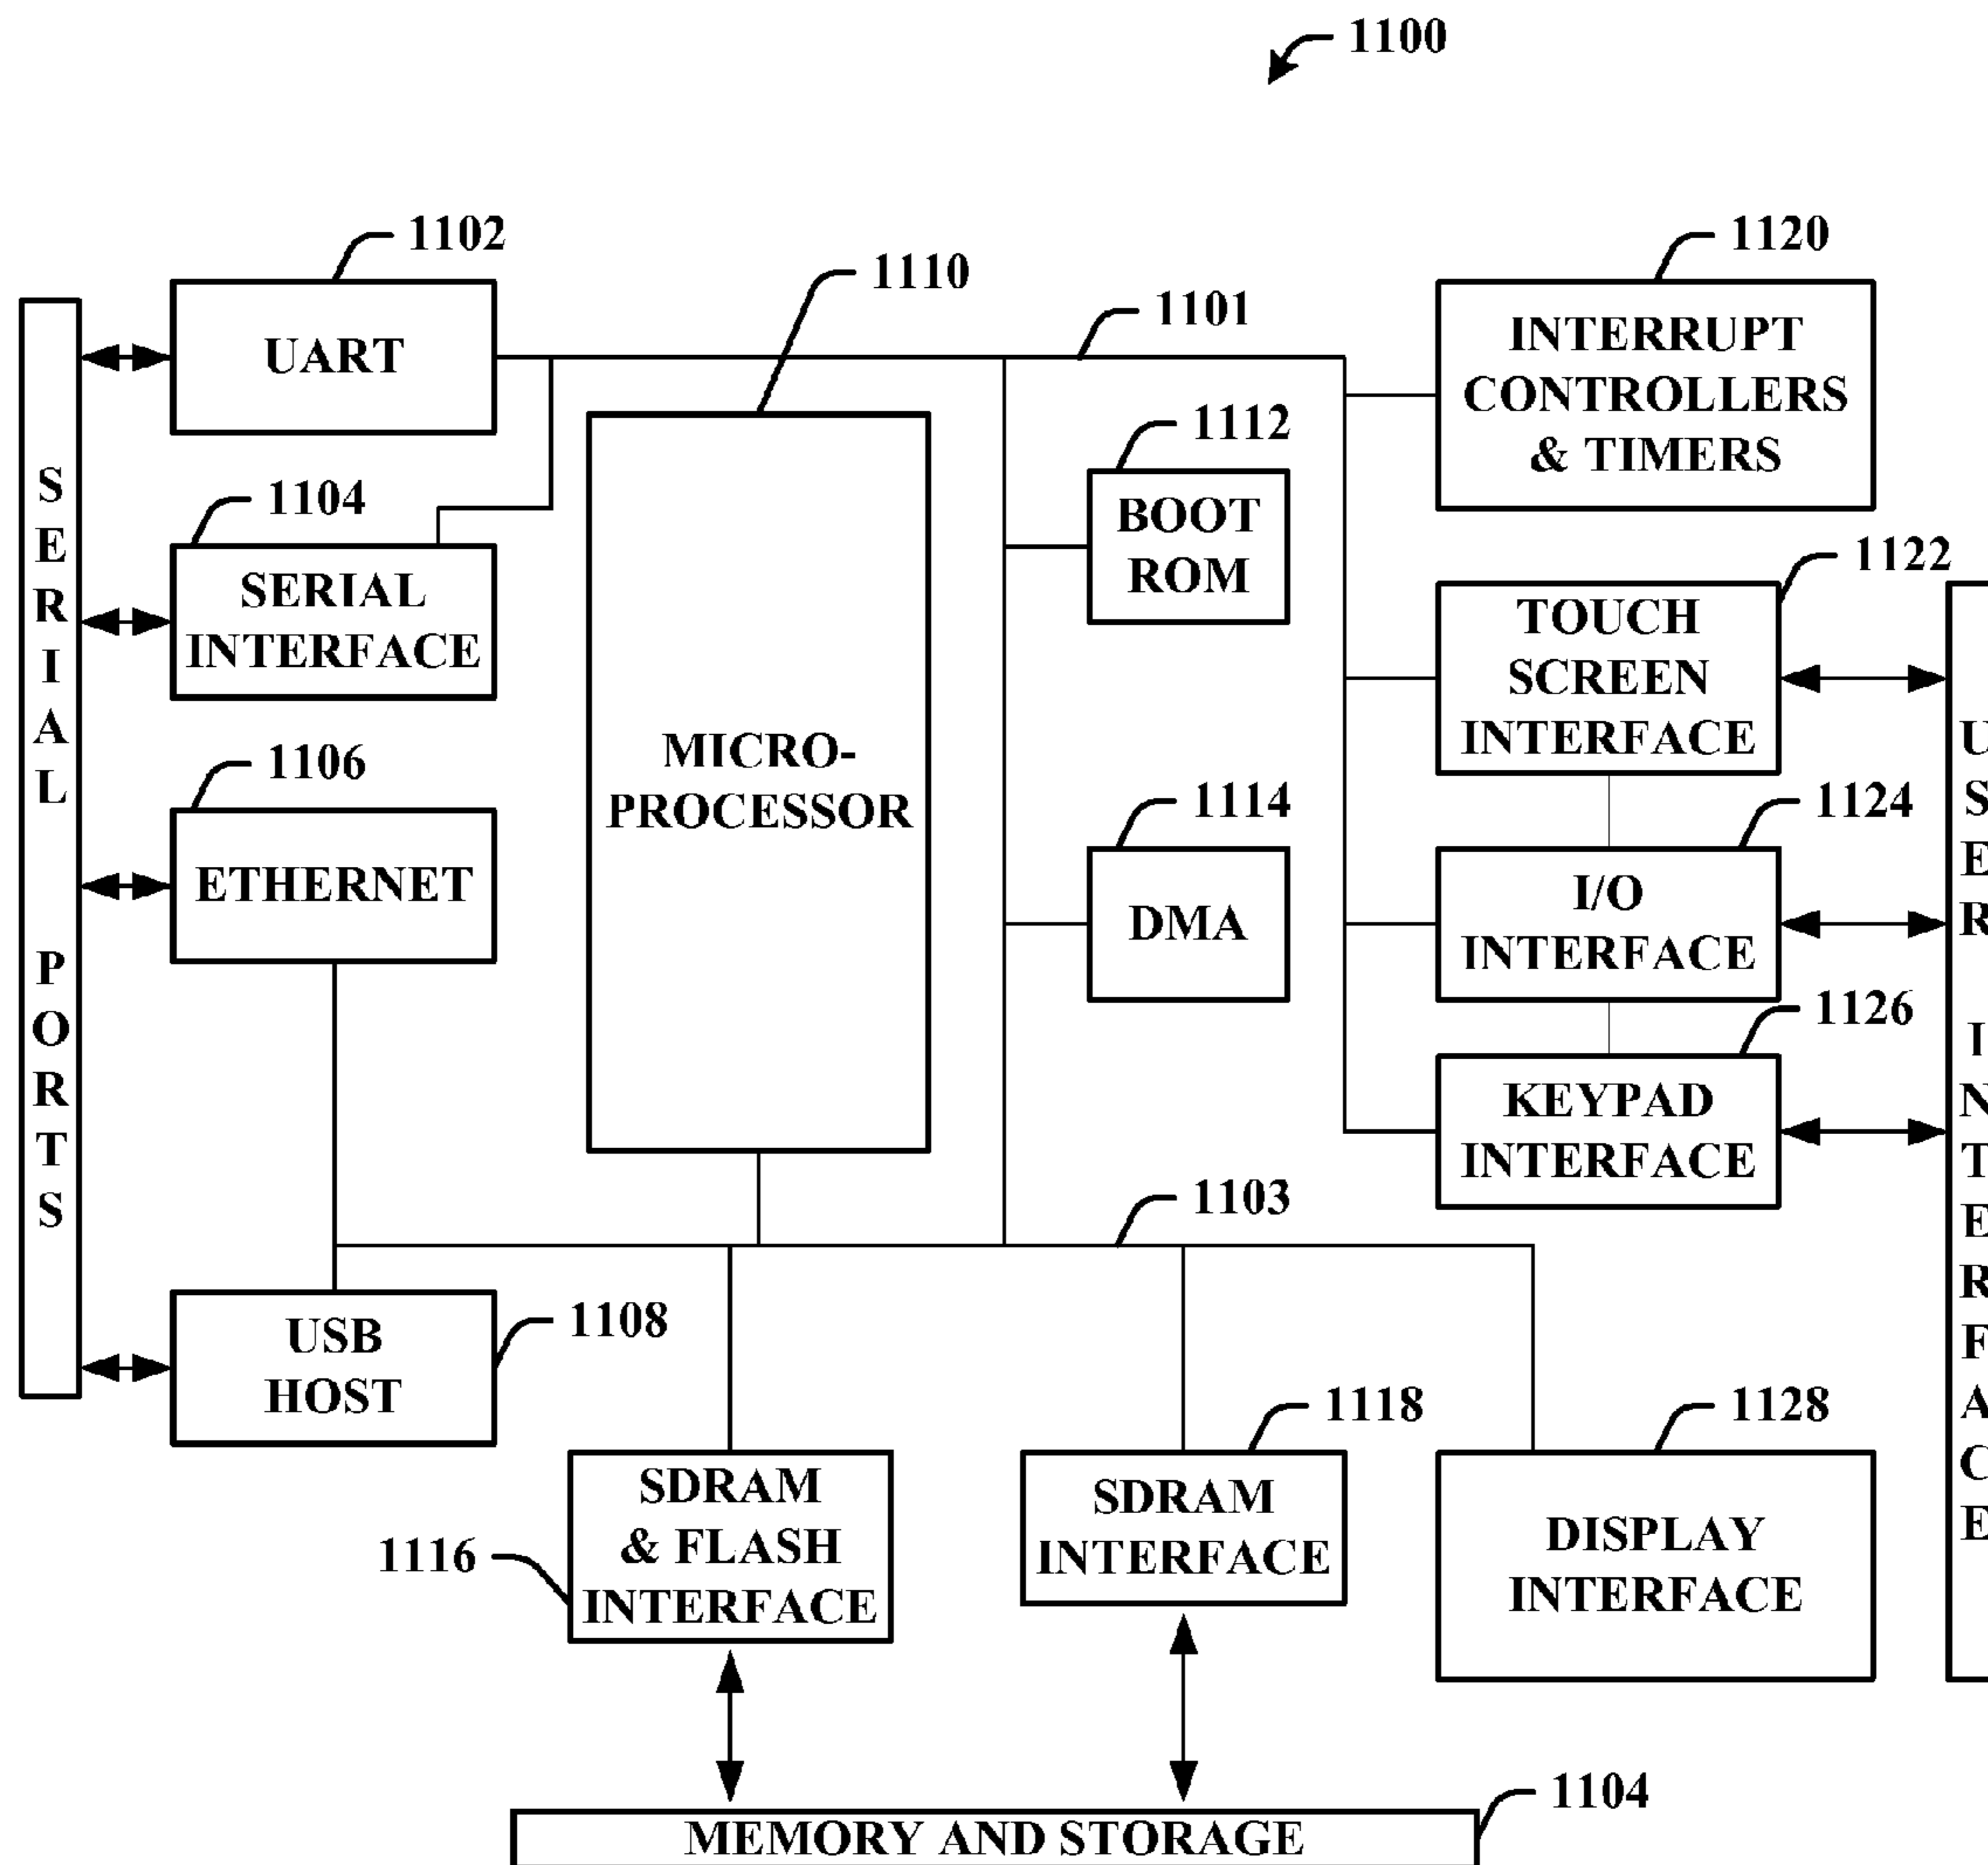 1100
1102
UART
1110
MICRO-
PROCESSOR
1101
1120
INTERRUPT
CONTROLLERS
& TIMERS
1112
BOOT
ROM
1104
SERIAL
INTERFACE
1122
TOUCH
SCREEN
INTERFACE
SERIAL PORTS
1106
ETHERNET
1114
DMA
1124
I/O
INTERFACE
1126
KEYPAD
INTERFACE
USER INTERFACE
1103
1108
USB
HOST
1116
SDRAM
& FLASH
INTERFACE
1118
SDRAM
INTERFACE
1128
DISPLAY
INTERFACE
1104
MEMORY AND STORAGE